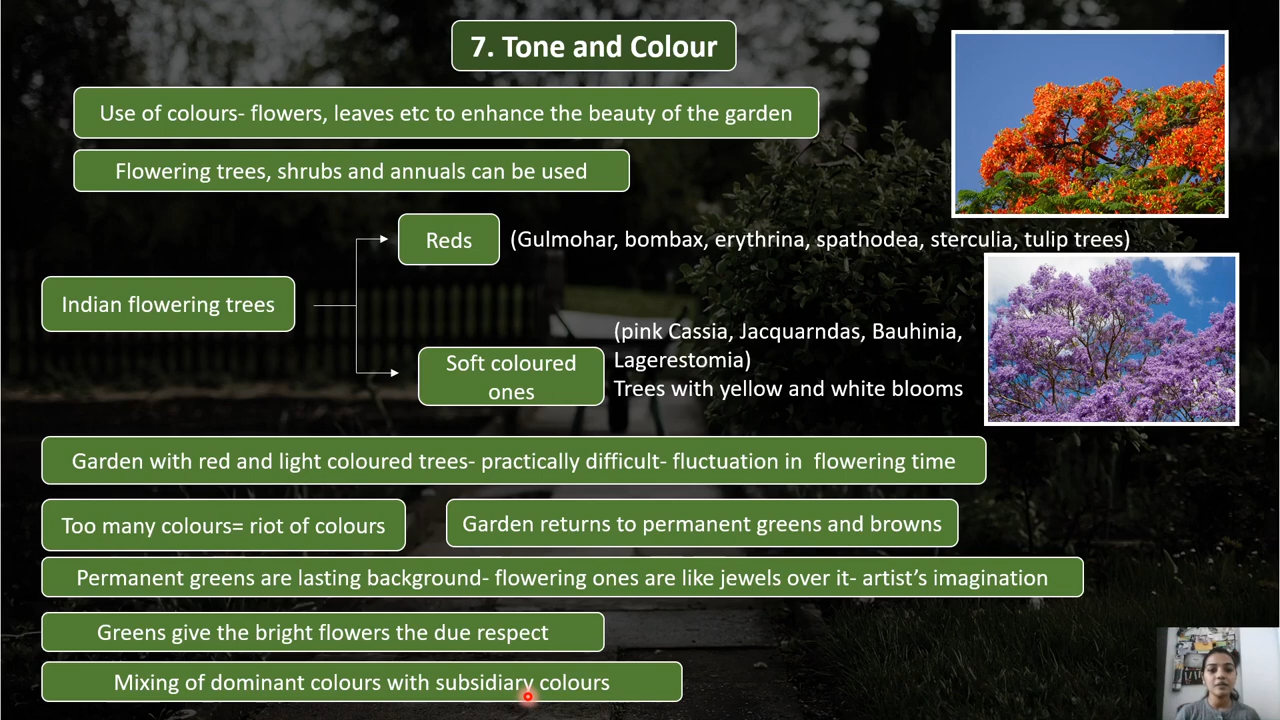 7. Tone and Colour
Use of colours- flowers, leaves etc to enhance the beauty of the garden
Flowering trees, shrubs and annuals can be used
Reds
(Gulmohar, bombax, erythrina, spathodea, sterculia, tulip trees)
Indian flowering trees
Soft coloured
ones
(pink Cassia, Jacquarndas, Bauhinia,
Lagerestomia)
Trees with yellow and white blooms
Garden with red and light coloured trees- practically difficult- fluctuation in flowering time
Too many colours= riot of colours
Garden returns to permanent greens and browns
Permanent greens are lasting background- flowering ones are like jewels over it- artist’s imagination
Greens give the bright flowers the due respect
Mixing of dominant colours with subsidiary colours